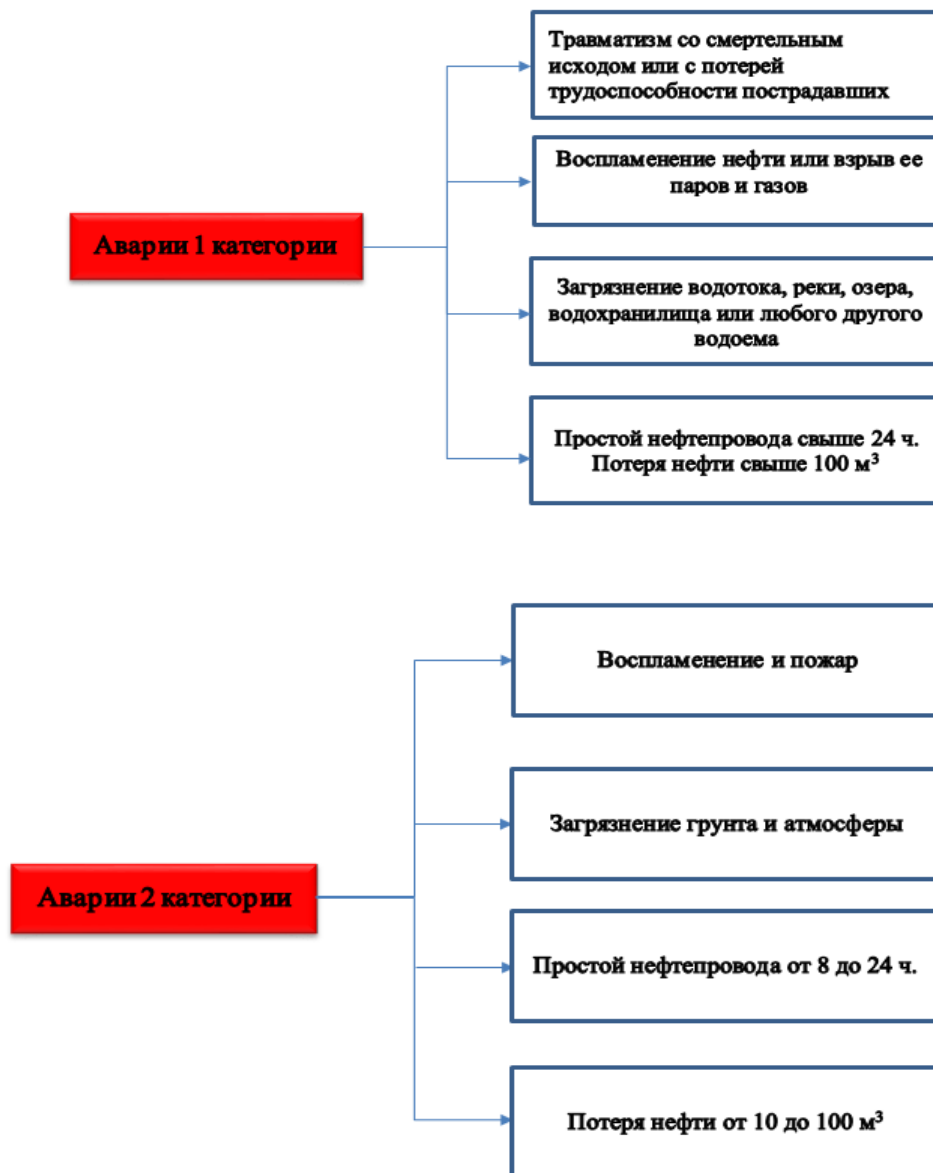 Травматизм со смертельным
исходом или с потерей
трудоспособности пострадавших
Воспламенение нефти или взрыв ее
паров и газов
Аварии 1 категории
Загрязнение водотока, реки, озера,
водохранилища или любого другого
водоема
Простой нефтепровода свыше 24 ч.
Потеря нефти свыше 100 м³
Воспламенение и пожар
Загрязнение грунта и атмосферы
Аварии 2 категории
Простой нефтепровода от 8 до 24 ч.
Потеря нефти от 10 до 100 м³